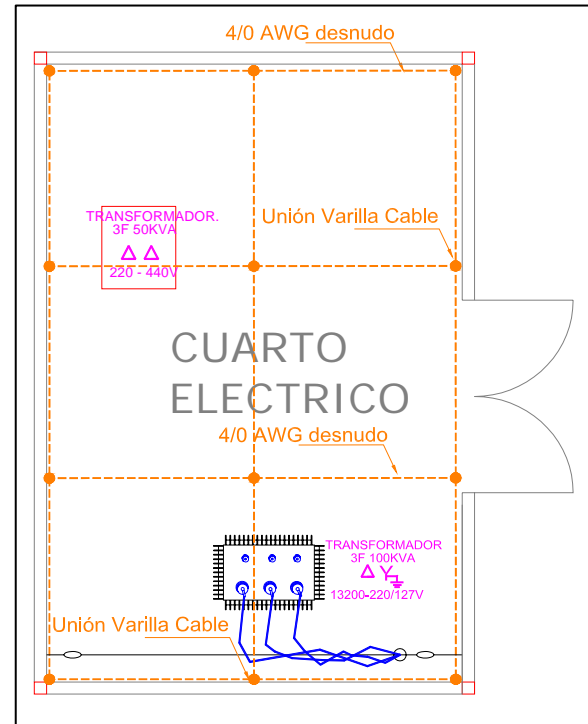 4/0 AWG desnudo
TRANSFORMADOR.
3F 50KVA
220 - 440V
Unión Varilla Cable
CUARTO
ELECTRICO
4/0 AWG desnudo
TRANSFORMADOR
3F 100KVA
13200-220/127V
Unión Varilla Cable